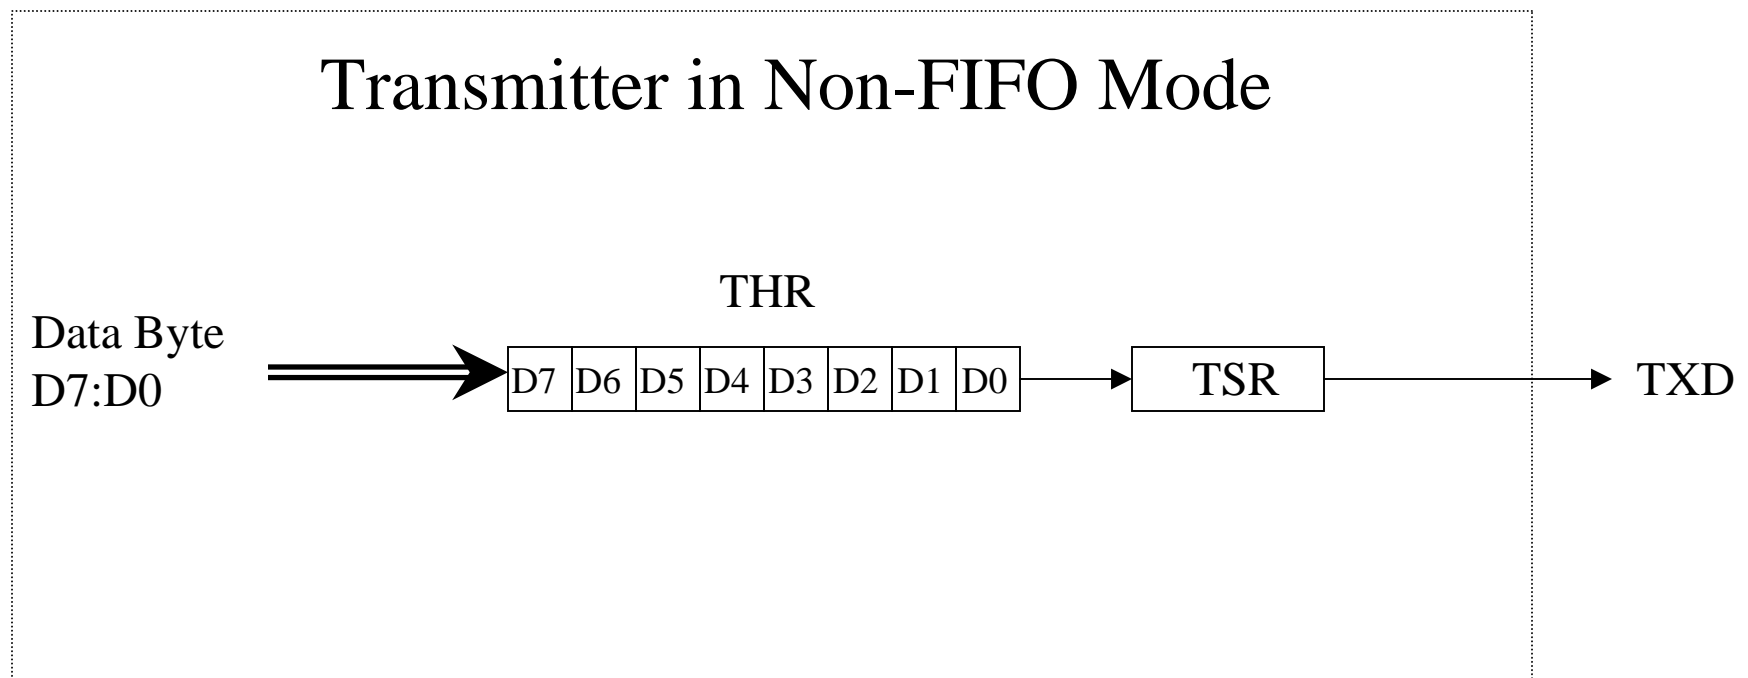 Transmitter in Non-FIFO Mode
THR
Data Byte
D7:D0
D7 D6 D5 D4 D3 D2 D1 D0
TSR
TXD